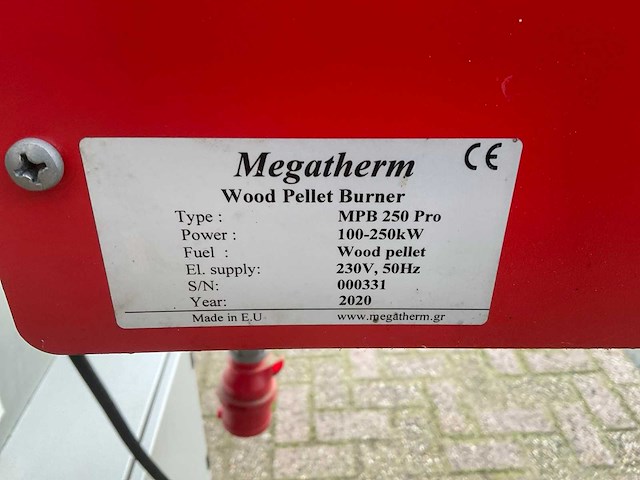 Megatherm CE
Wood Pellet Burner
Type : MPB 250 Pro
Power : 100-250kW
Fuel : Wood pellet
El. supply: 230V, 50Hz
S/N: 000331
Year: 2020
Made in E.U www.megatherm.gr